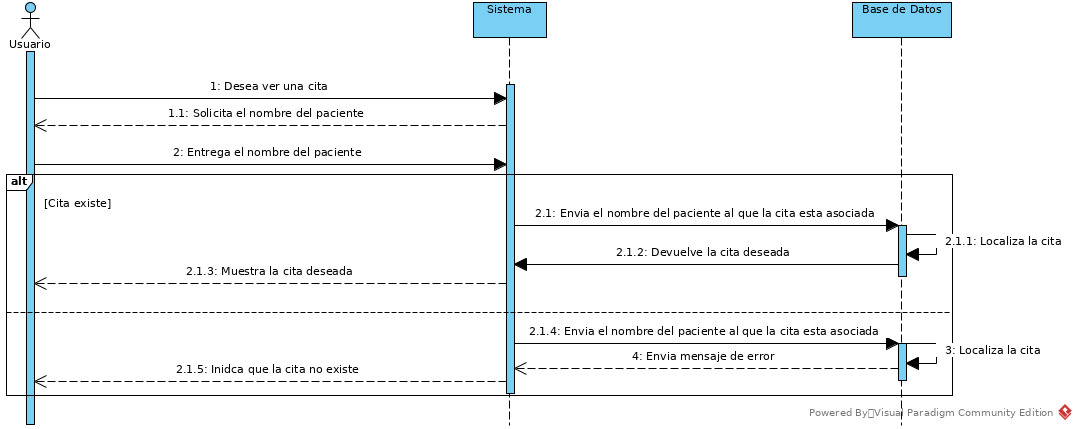 Usuario
Sistema
Base de Datos
1: Desea ver una cita
1.1: Solicita el nombre del paciente
2: Entrega el nombre del paciente
alt
[Cita existe]
2.1: Envia el nombre del paciente al que la cita esta asociada
2.1.1: Localiza la cita
2.1.2: Devuelve la cita deseada
2.1.3: Muestra la cita deseada
2.1.4: Envia el nombre del paciente al que la cita esta asociada
3: Localiza la cita
4: Envia mensaje de error
2.1.5: Inidca que la cita no existe
Powered By Visual Paradigm Community Edition